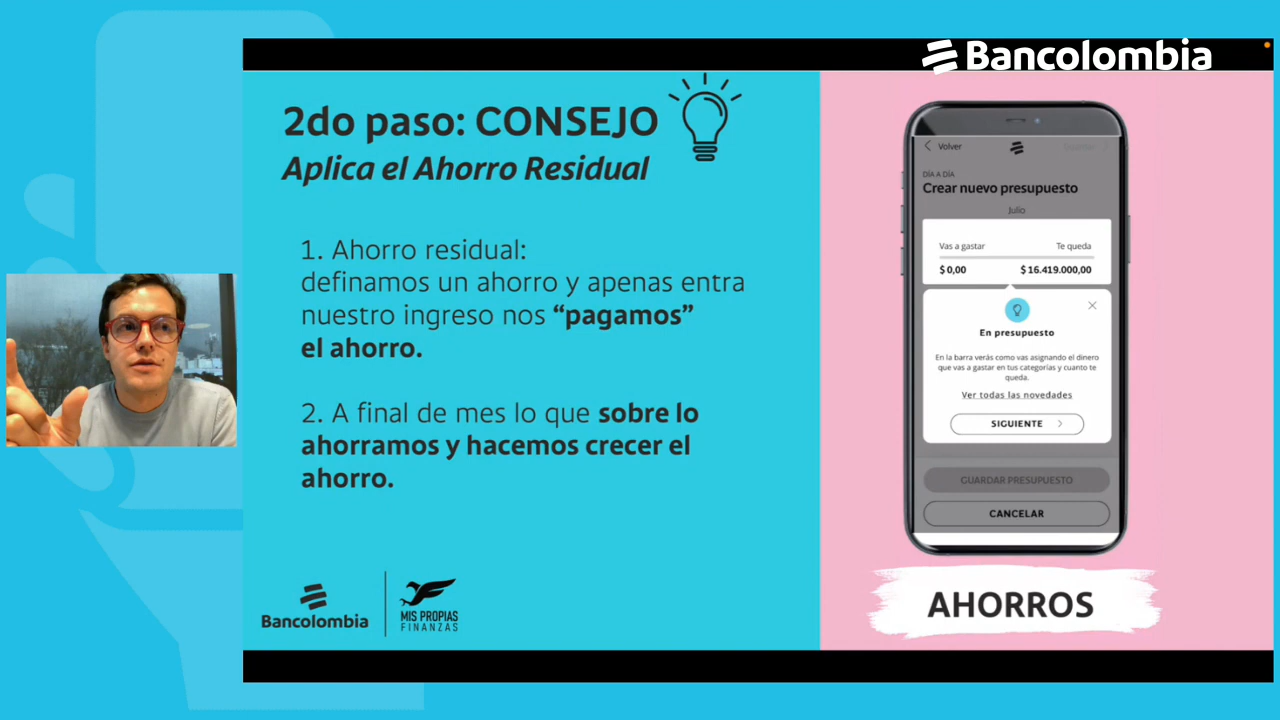 Bancolombia
2do paso: CONSEJO
Aplica el Ahorro Residual
1. Ahorro residual:
definamos un ahorro y apenas entra
nuestro ingreso nos “pagamos”
el ahorro.
2. A final de mes lo que sobre lo
ahorramos y hacemos crecer el
ahorro.
Bancolombia
MIS PROPIAS
FINANZAS
Volver
DÍA A DÍA
Crear nuevo presupuesto
Julio
Vas a gastar
Te queda
$ 0,00
$ 16.419.000,00
En presupuesto
En la barra verás como vas asignando el dinero
que vas a gastar en tus categorías y cuanto te
queda.
Ver todas las novedades
SIGUIENTE
GUARDAR PRESUPUESTO
CANCELAR
AHORROS